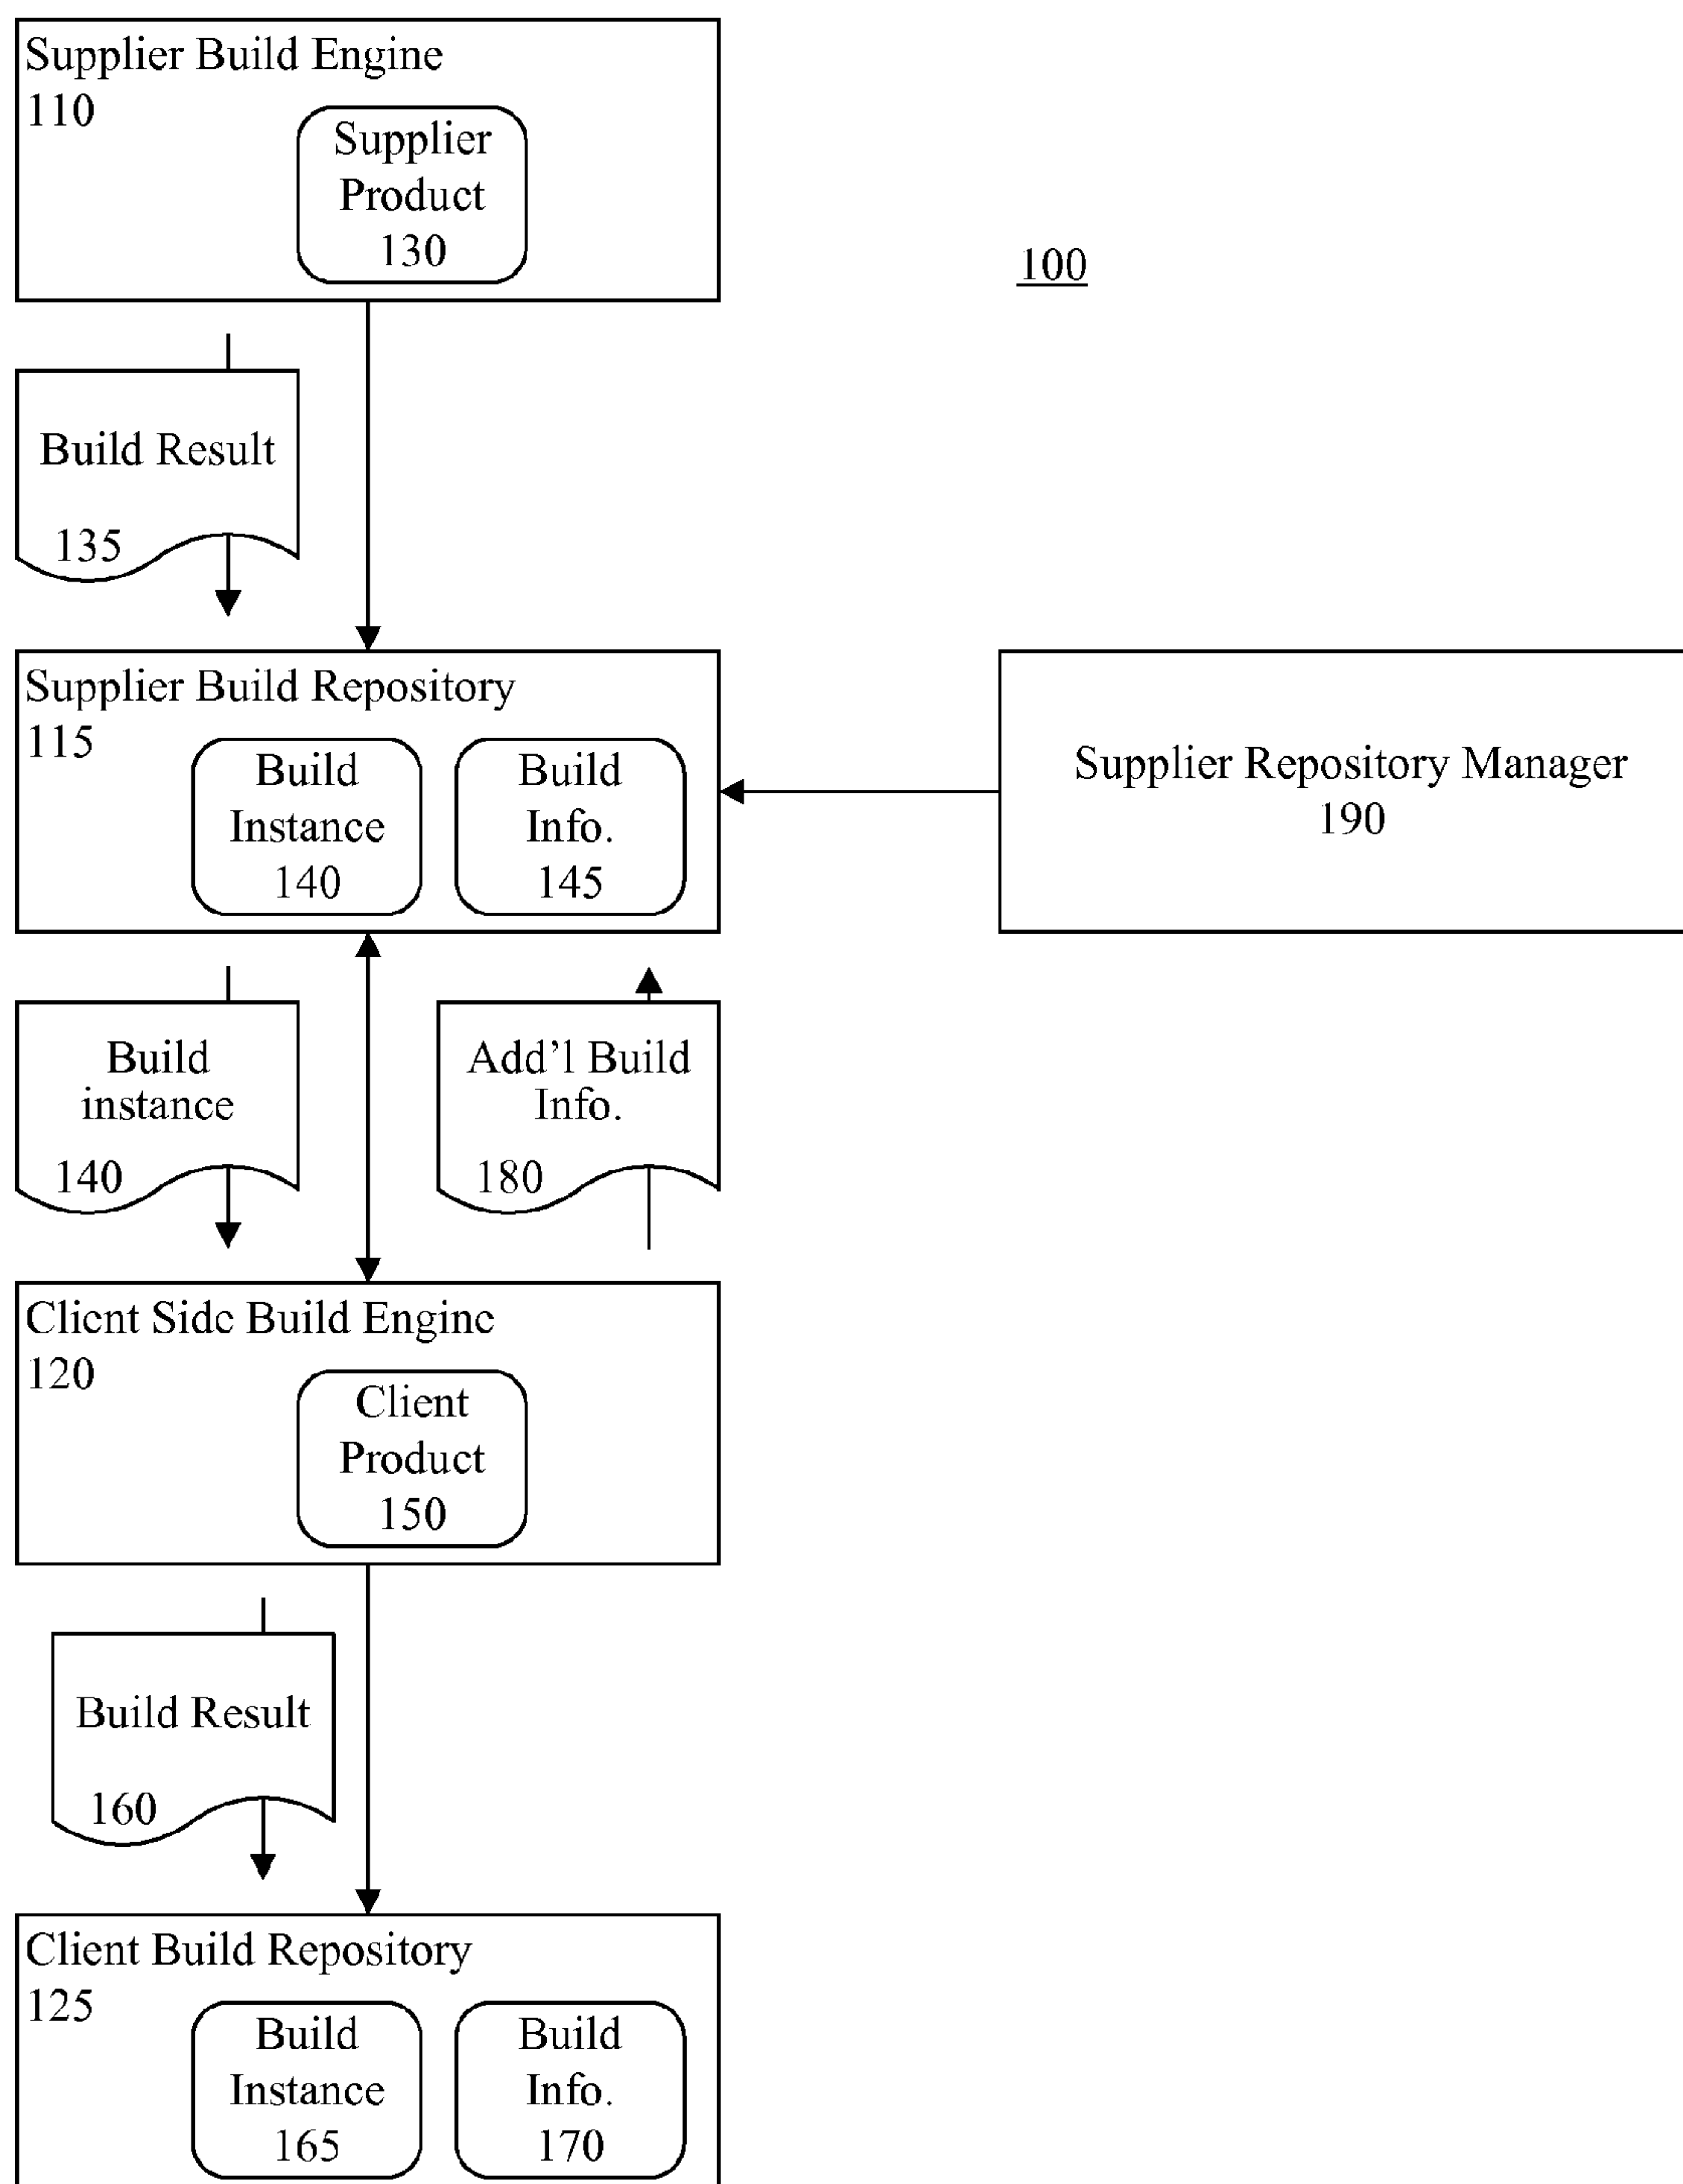 Supplier Build Engine
110
Supplier
Product
130
100
Build Result
135
Supplier Build Repository
115
Build
Instance
140
Build
Info.
145
Supplier Repository Manager
190
Build
instance
140
Add'l Build
Info.
180
Client Side Build Engine
120
Client
Product
150
Build Result
160
Client Build Repository
125
Build
Instance
165
Build
Info.
170